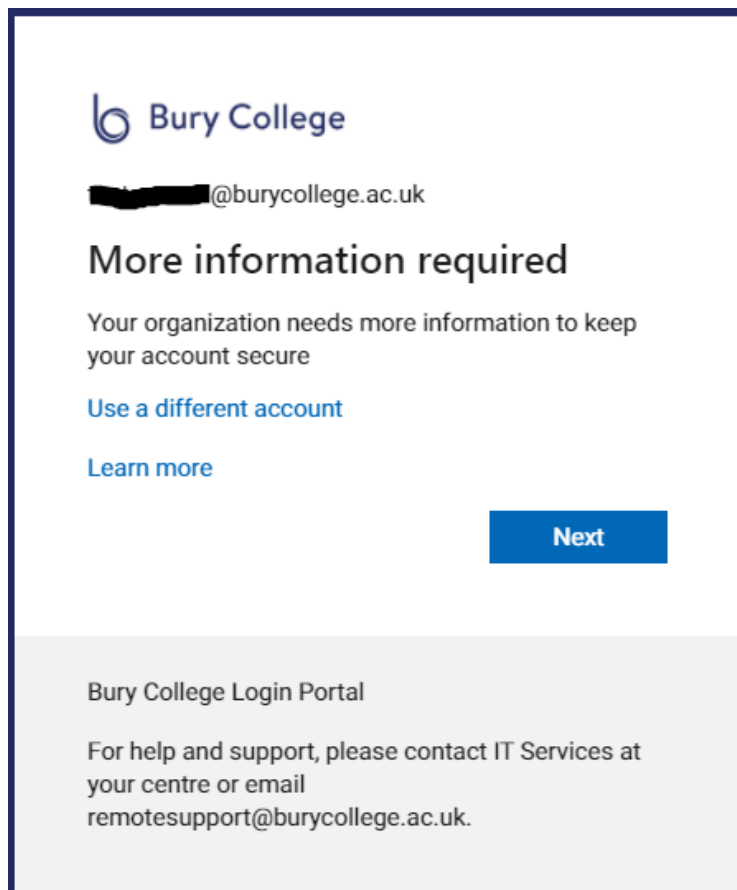 Bury College
@burycollege.ac.uk
More information required
Your organization needs more information to keep
your account secure
Use a different account
Learn more
Next
Bury College Login Portal
For help and support, please contact IT Services at
your centre or email
remotesupport@burycollege.ac.uk.